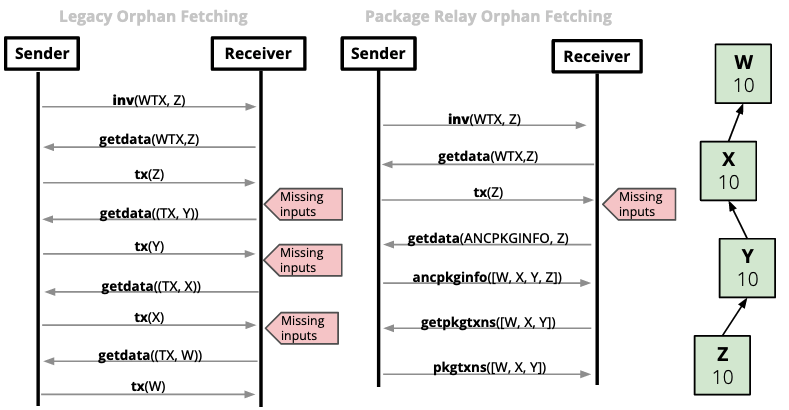 Legacy Orphan Fetching
Sender
Receiver
inv(WTX, Z)
getdata(WTX,Z)
tx(Z)
Missing
inputs
getdata((TX, Y))
tx(Y)
Missing
inputs
getdata((TX, X))
tx(X)
Missing
inputs
getdata((TX, W))
tx(W)
Package Relay Orphan Fetching
Sender
Receiver
inv(WTX, Z)
getdata(WTX,Z)
tx(Z)
Missing
inputs
getdata(ANCPKGINFO, Z)
ancpkginfo([W, X, Y, Z])
getpkgtxns([W, X, Y])
pkgtxns([W, X, Y])
W
10
X
10
Y
10
Z
10